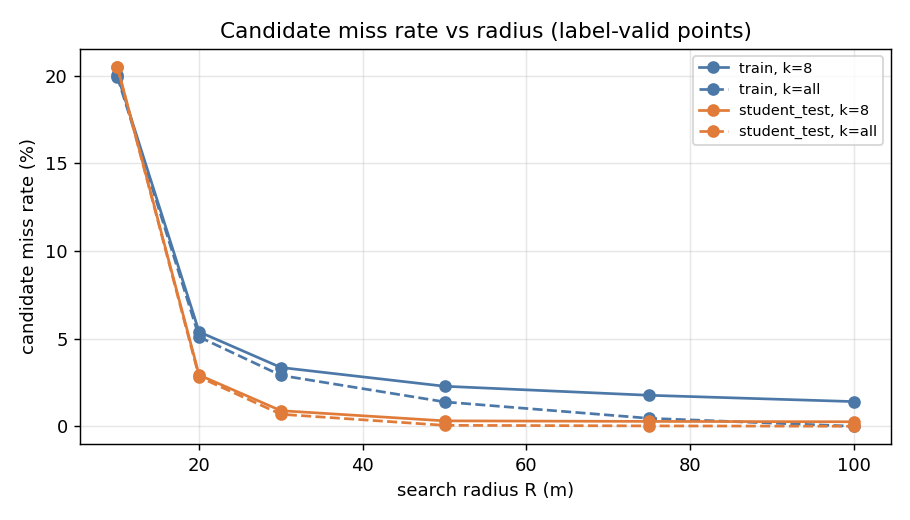 Candidate miss rate vs radius (label-valid points)
train, k=8
train, k=all
student_test, k=8
student_test, k=all
candidate miss rate (%)
20
15
10
5
0
20
40
60
80
100
search radius R (m)